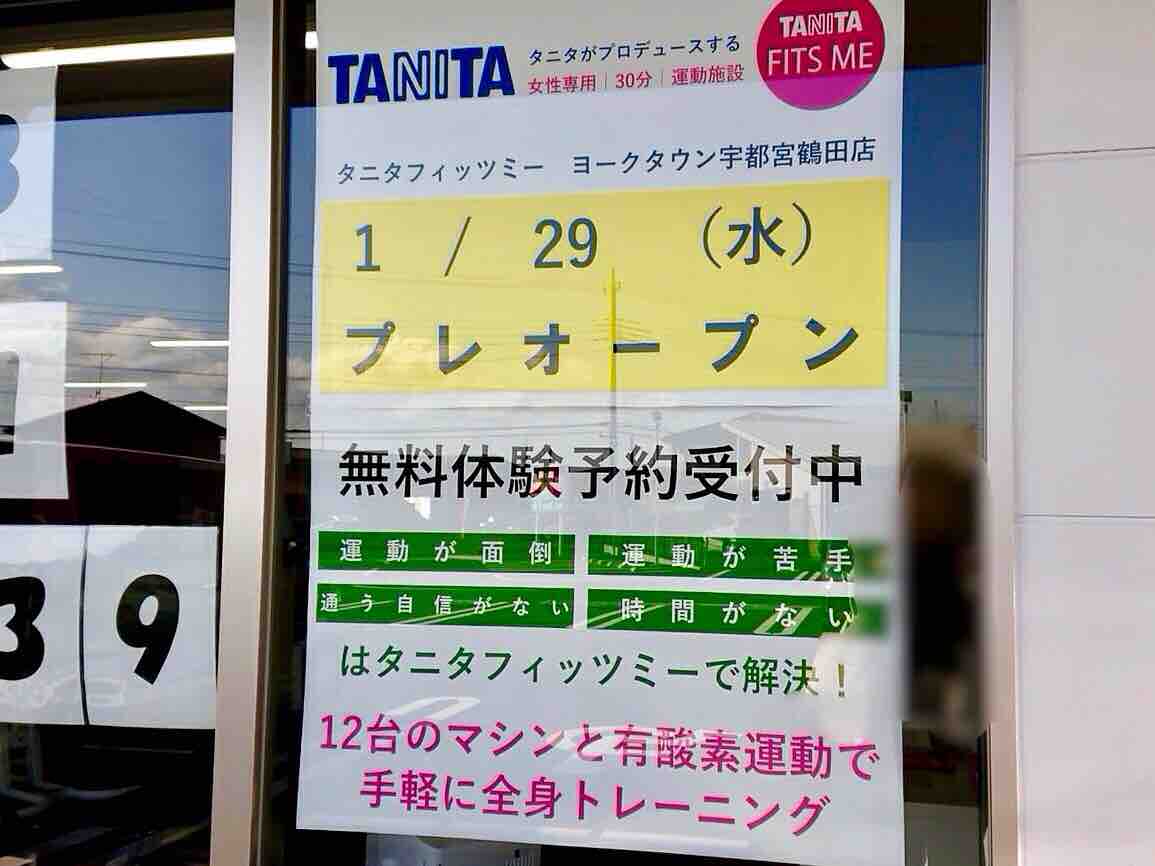 TANITA
タニタがプロデュースする
女性専用｜30分｜運動施設
TANITA
FITS ME
タニタフィッツミー　ヨークタウン宇都宮鶴田店
1 / 29 （水）
プレオープン
無料体験予約受付中
運動が面倒
運動が苦手
通う自信がない
時間がない
はタニタフィッツミーで解決！
12台のマシンと有酸素運動で
手軽に全身トレーニング
39